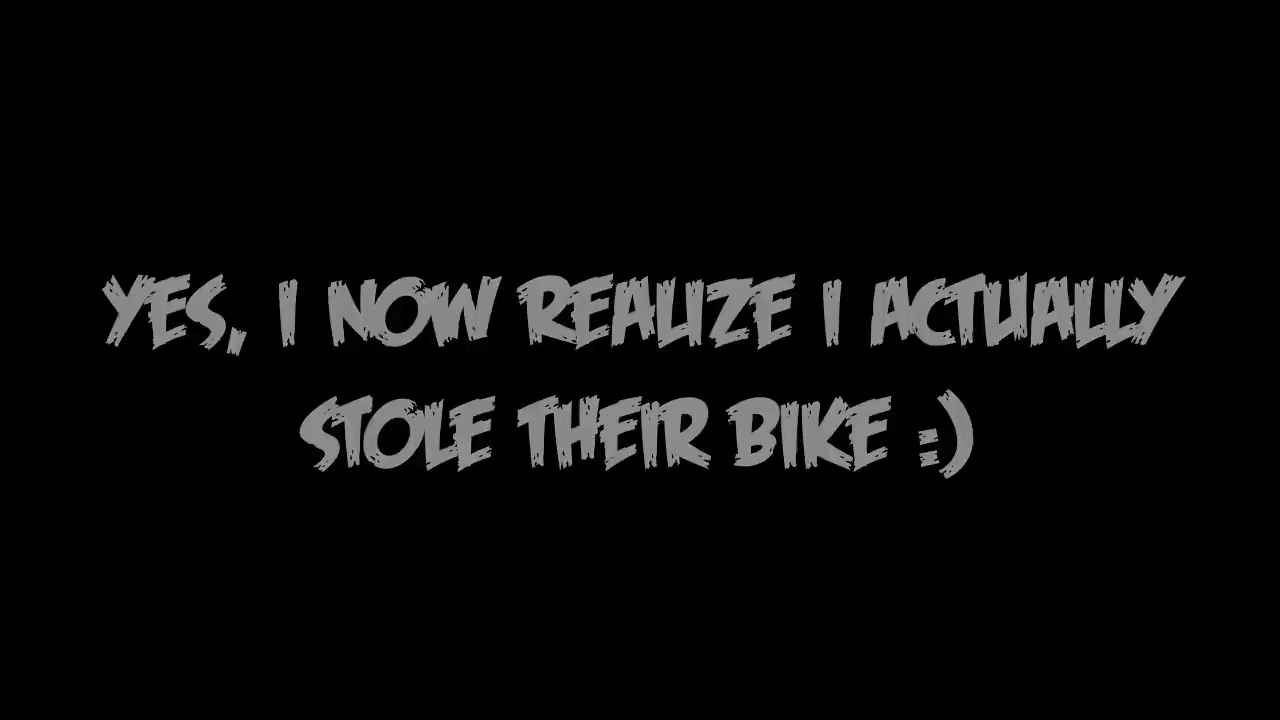 YES, I NOW REALIZE I ACTUALLY
STOLE THEIR BIKE :)